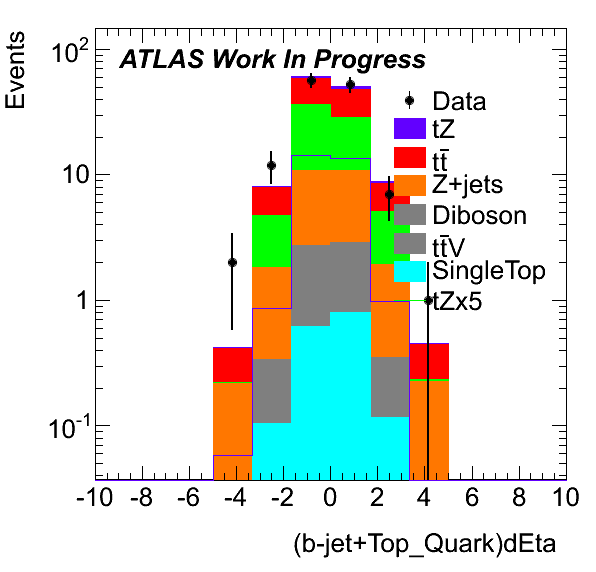 Events
10²
10
1
10⁻¹
ATLAS Work In Progress
Data
tZ
tt̄
Z+jets
Diboson
tt̄V
SingleTop
tZx5
-10 -8 -6 -4 -2 0 2 4 6 8 10
(b-jet+Top_Quark)dEta